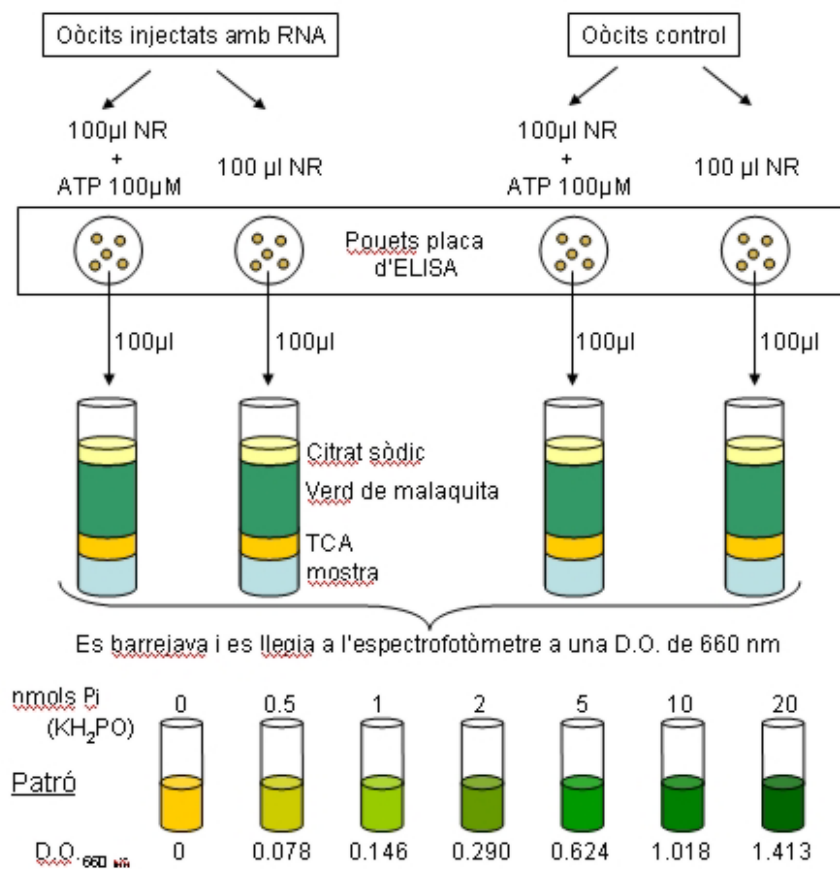 Oòcits injectats amb RNA
Oòcits control
100µl NR
+
ATP 100µM
100 µl NR
100µl NR
+
ATP 100µM
100 µl NR
Pouets placa
d'ELISA
100µl
100µl
100µl
100µl
Citrat sòdic
Verd de malaquita
TCA
mostra
Es barrejava i es llegia a l'espectrofotòmetre a una D.O. de 660 nm
nmols Pi
(KH₂PO)
0 0.5 1 2 5 10 20
Patró
D.O.₆₆₀ nm 0 0.078 0.146 0.290 0.624 1.018 1.413